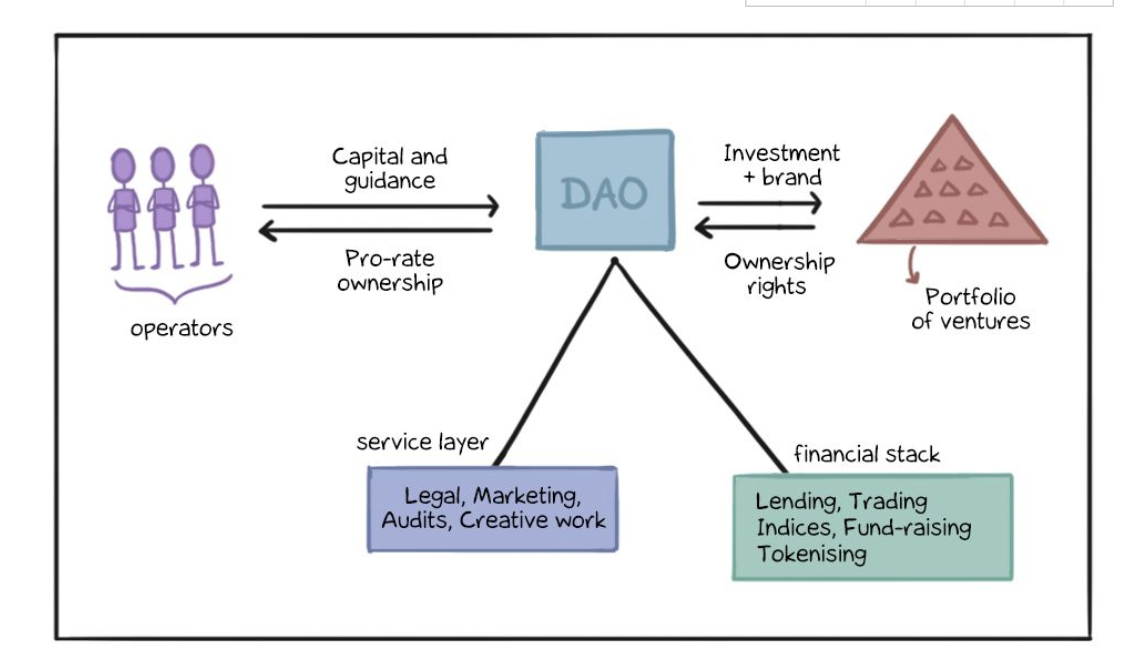 Capital and
guidance
Pro-rate
ownership
operators
DAO
Investment
+ brand
Ownership
rights
Portfolio
of ventures
service layer
Legal, Marketing,
Audits, Creative work
financial stack
Lending, Trading
Indices, Fund-raising
Tokenising